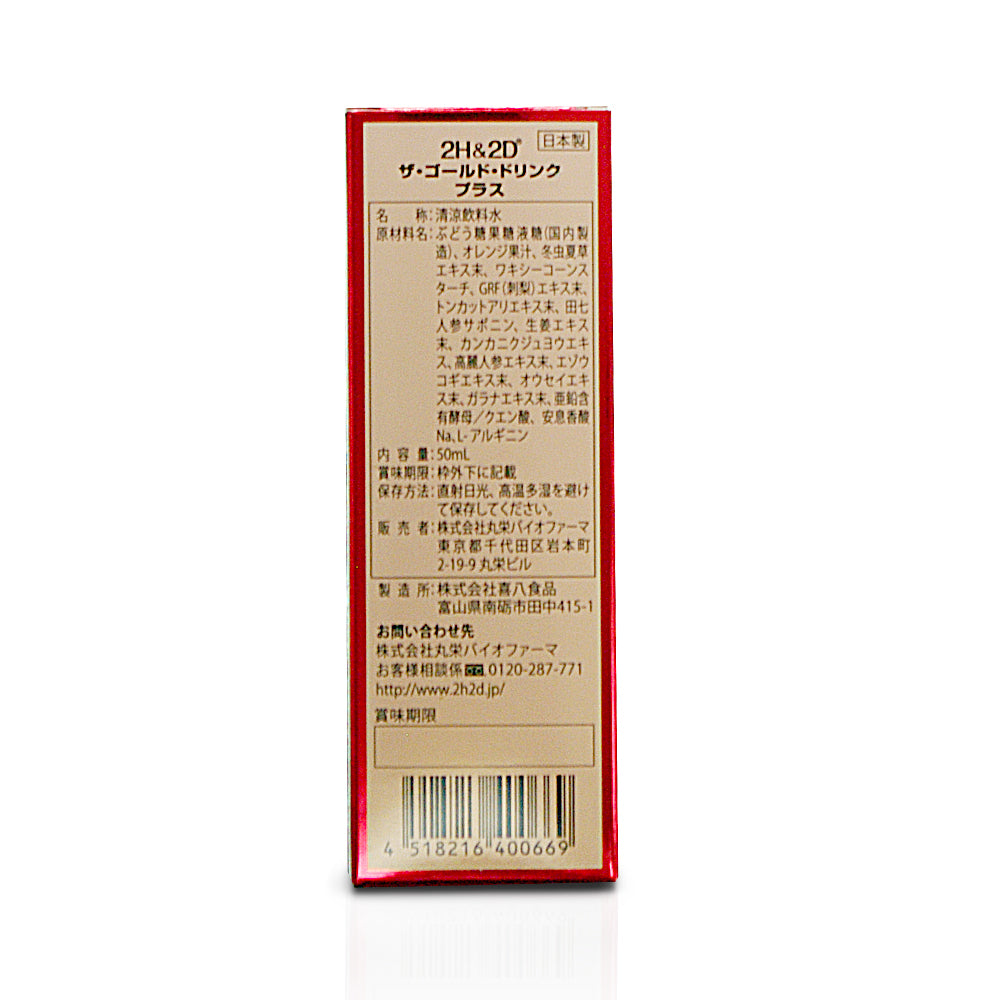 2H&2D®
日本製
ザ・ゴールド・ドリンク
プラス
名 称:清涼飲料水
原材料名:ぶどう糖果糖液糖(国内製
造)、オレンジ果汁、冬虫夏草
エキス末、ワキシーコーンス
ターチ、GRF(刺梨)エキス末、
トンカットアリエキス末、田七
人参サポニン、生姜エキス
末、カンカニクジュヨウエキ
ス、高麗人参エキス末、エゾウ
コギエキス末、オウセイエキ
ス末、ガラナエキス末、亜鉛含
有酵母/クエン酸、安息香酸
Na、L-アルギニン
内容量:50mL
賞味期限:枠外下に記載
保存方法:直射日光、高温多湿を避け
て保存してください。
販売者:株式会社丸栄バイオファーマ
東京都千代田区岩本町
2-19-9 丸栄ビル
製造所:株式会社喜八食品
富山県南砺市田中415-1
お問い合わせ先
株式会社丸栄バイオファーマ
お客様相談係 0120-287-771
http://www.2h2d.jp/
賞味期限
4 518216 400669